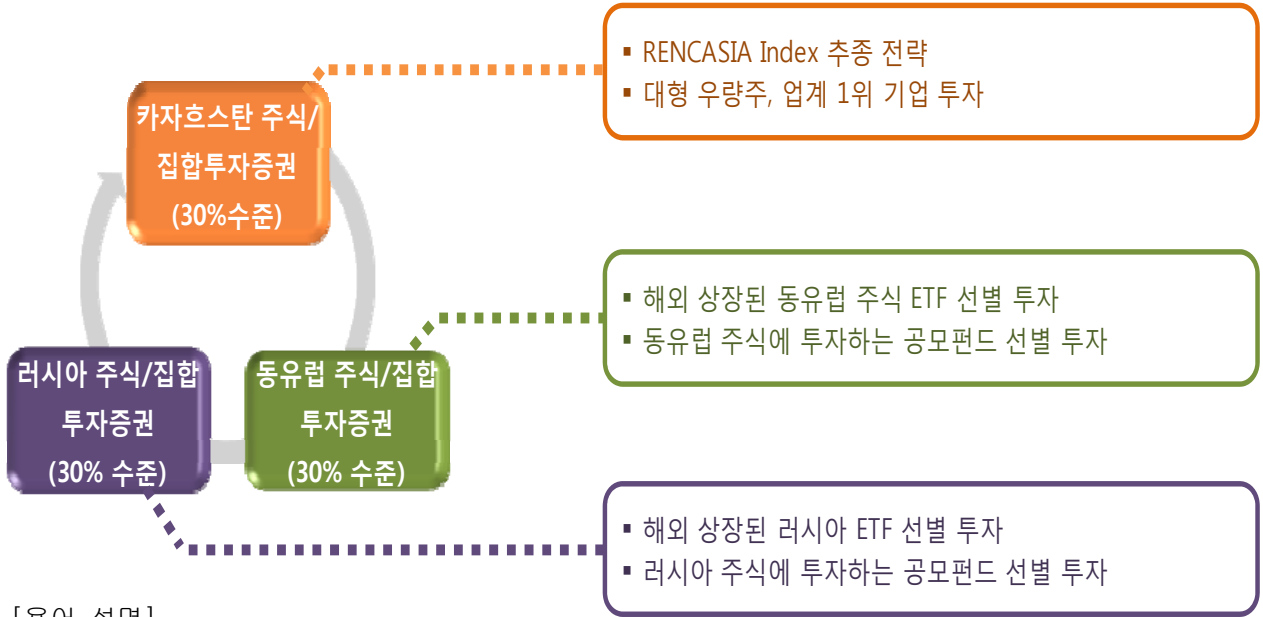 카자흐스탄 주식/
집합투자증권
(30%수준)
▪ RENCASIA Index 추종 전략
▪ 대형 우량주, 업계 1위 기업 투자
동유럽 주식/집합
투자증권
(30% 수준)
▪ 해외 상장된 동유럽 주식 ETF 선별 투자
▪ 동유럽 주식에 투자하는 공모펀드 선별 투자
러시아 주식/집합
투자증권
(30% 수준)
▪ 해외 상장된 러시아 ETF 선별 투자
▪ 러시아 주식에 투자하는 공모펀드 선별 투자